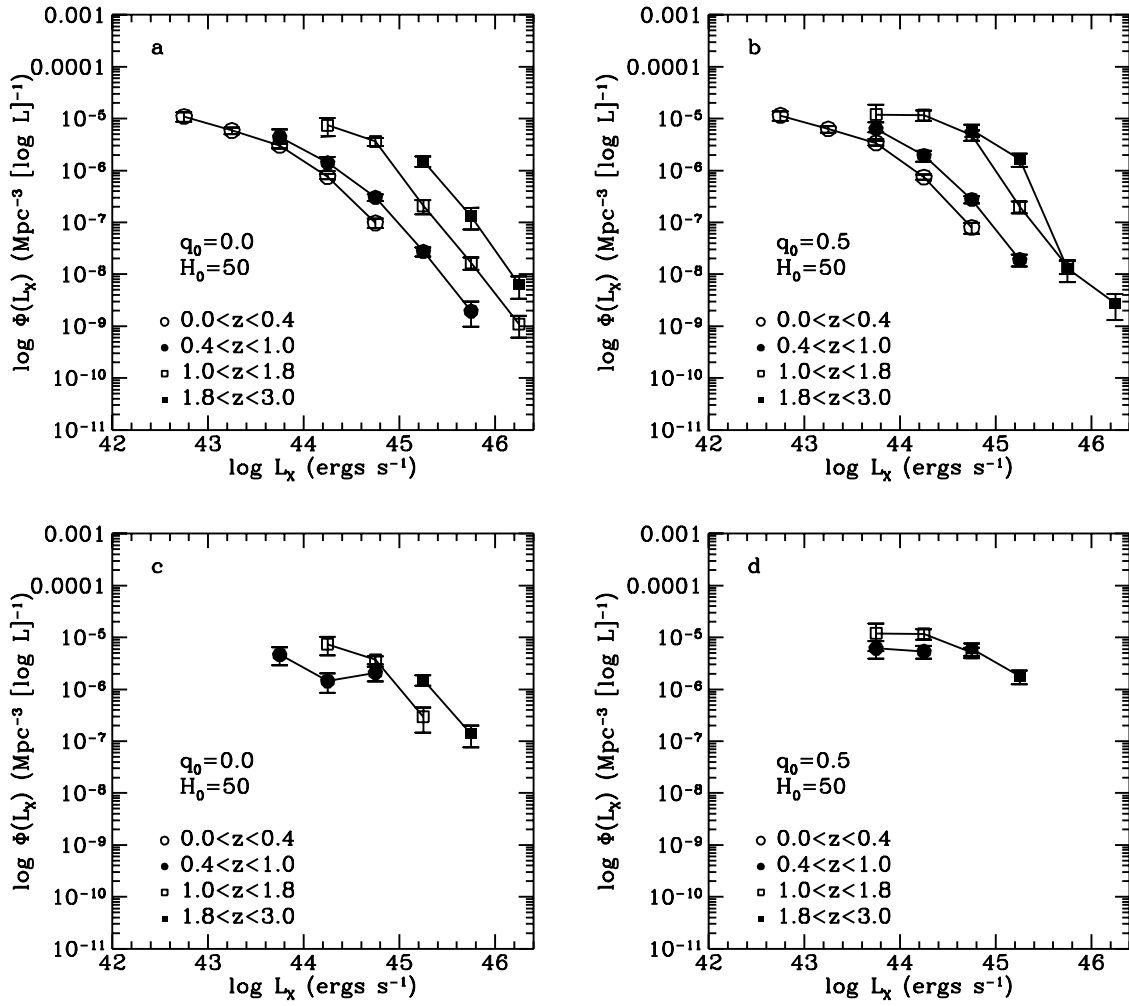 a
0.001
0.0001
10⁻⁵
10⁻⁶
10⁻⁷
10⁻⁸
10⁻⁹
10⁻¹⁰
10⁻¹¹
log Φ(Lχ) (Mpc⁻³ [log L]⁻¹)
q₀=0.0
H₀=50
0.0<z<0.4
0.4<z<1.0
1.0<z<1.8
1.8<z<3.0
42 43 44 45 46
log Lχ (ergs s⁻¹)
b
0.001
0.0001
10⁻⁵
10⁻⁶
10⁻⁷
10⁻⁸
10⁻⁹
10⁻¹⁰
10⁻¹¹
log Φ(Lχ) (Mpc⁻³ [log L]⁻¹)
q₀=0.5
H₀=50
0.0<z<0.4
0.4<z<1.0
1.0<z<1.8
1.8<z<3.0
42 43 44 45 46
log Lχ (ergs s⁻¹)
c
0.001
0.0001
10⁻⁵
10⁻⁶
10⁻⁷
10⁻⁸
10⁻⁹
10⁻¹⁰
10⁻¹¹
log Φ(Lχ) (Mpc⁻³ [log L]⁻¹)
q₀=0.0
H₀=50
0.0<z<0.4
0.4<z<1.0
1.0<z<1.8
1.8<z<3.0
42 43 44 45 46
log Lχ (ergs s⁻¹)
d
0.001
0.0001
10⁻⁵
10⁻⁶
10⁻⁷
10⁻⁸
10⁻⁹
10⁻¹⁰
10⁻¹¹
log Φ(Lχ) (Mpc⁻³ [log L]⁻¹)
q₀=0.5
H₀=50
0.0<z<0.4
0.4<z<1.0
1.0<z<1.8
1.8<z<3.0
42 43 44 45 46
log Lχ (ergs s⁻¹)